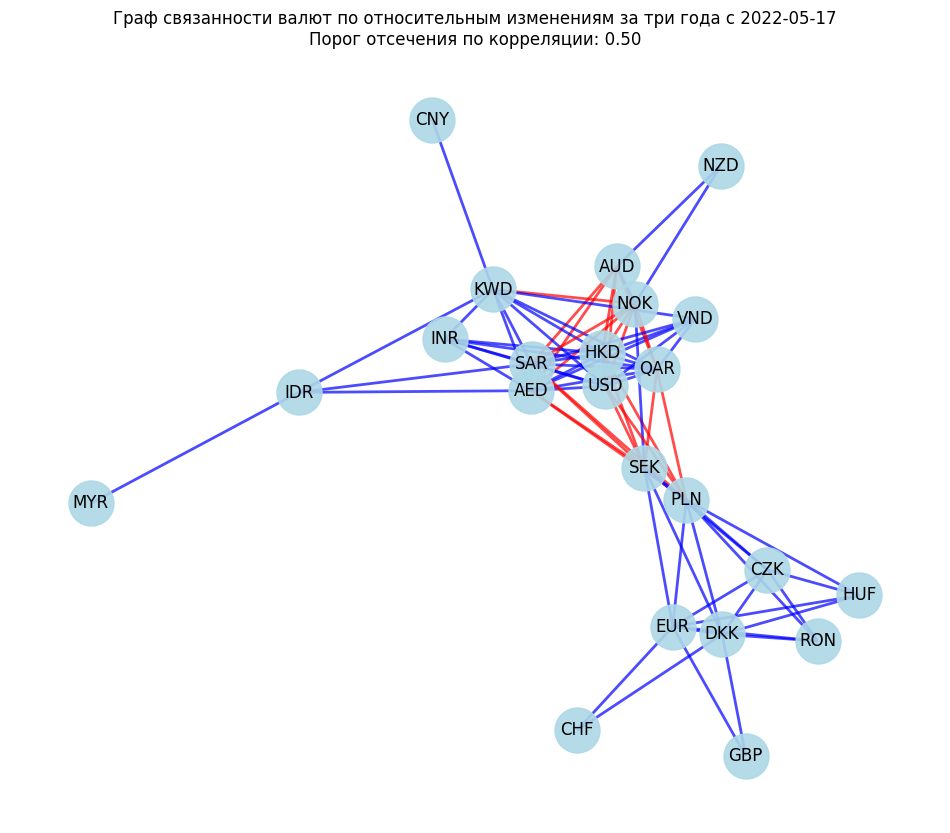 Граф связанности валют по относительным изменениям за три года с 2022-05-17
Порог отсечения по корреляции: 0.50
CNY
NZD
AUD
KWD
NOK
VND
INR
HKD
SAR
QAR
USD
AED
IDR
SEK
MYR
PLN
CZK
HUF
EUR
DKK
RON
CHF
GBP